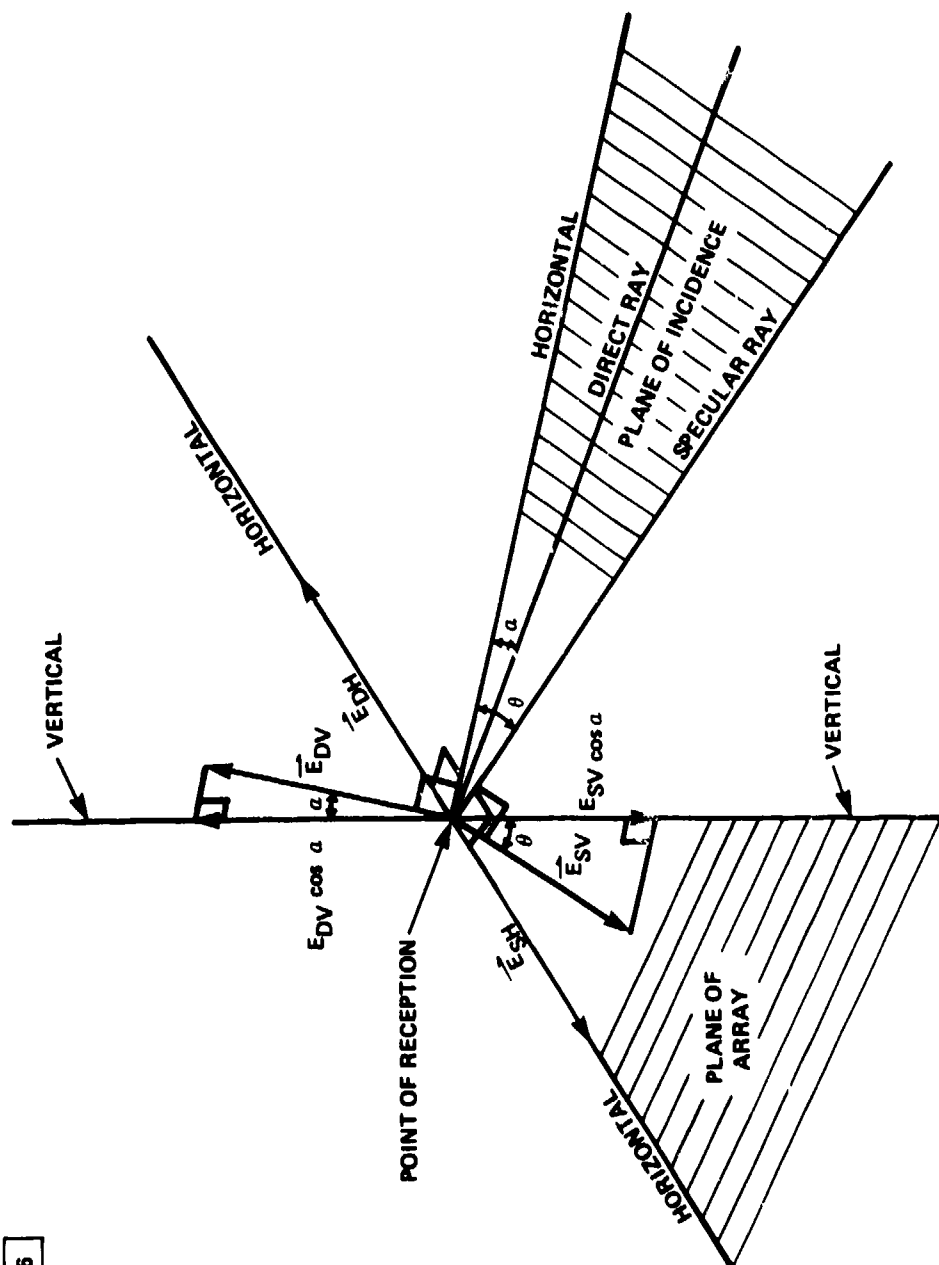 VERTICAL
HORIZONTAL
E_DH
E_DV
α
E_DV cos α
POINT OF RECEPTION
HORIZONTAL
DIRECT RAY
PLANE OF INCIDENCE
SPECULAR RAY
α
θ
E_SV cos α
θ
E_SV
E_SH
VERTICAL
PLANE OF
ARRAY
HORIZONTAL
6